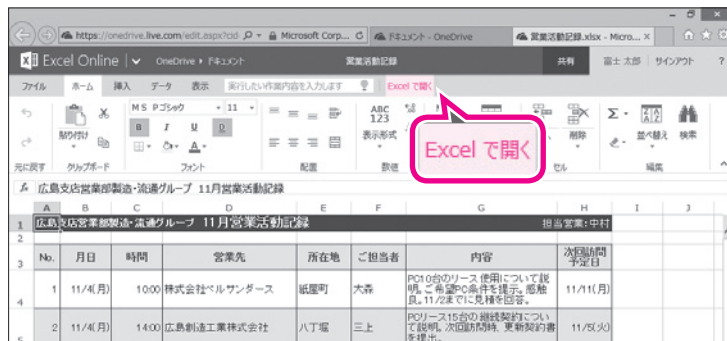 https://onedrive.live.com/edit.aspx?cid
Microsoft Corp...
ドキュメント - OneDrive
営業活動記録.xlsx - Micro...
Excel Online
OneDrive
ドキュメント
営業活動記録
共有
富士 太郎
サインアウト
?
ファイル
ホーム
挿入
データ
表示
実行したい作業内容を入力します
Excel で開く
MS Pゴシック
11
ABC
123
Σ
元に戻す
貼り付け
B I U D
表示形式
削除
並べ替え
検索
Excel で開く
クリップボード
フォント
配置
数値
セル
編集
fx 広島支店営業部製造・流通グループ 11月営業活動記録
A B C D E F G H I J
1 広島支店営業部製造・流通グループ 11月営業活動記録 担当営業:中村
2
3 No. 月日 時間 営業先 所在地 ご担当者 内容 次回訪問予定日
4 1 11/4(月) 10:00 株式会社ベルサンダース 紙屋町 大森 PC10台のリース使用について説明。ご希望PC条件を提示。感触良。11/2までに見積を回答。 11/11(月)
5 2 11/4(月) 14:00 広島創造工業株式会社 八丁堀 三上 PCリース15台の継続契約について説明。次回訪問時、更新契約書を提出。 11/5(火)